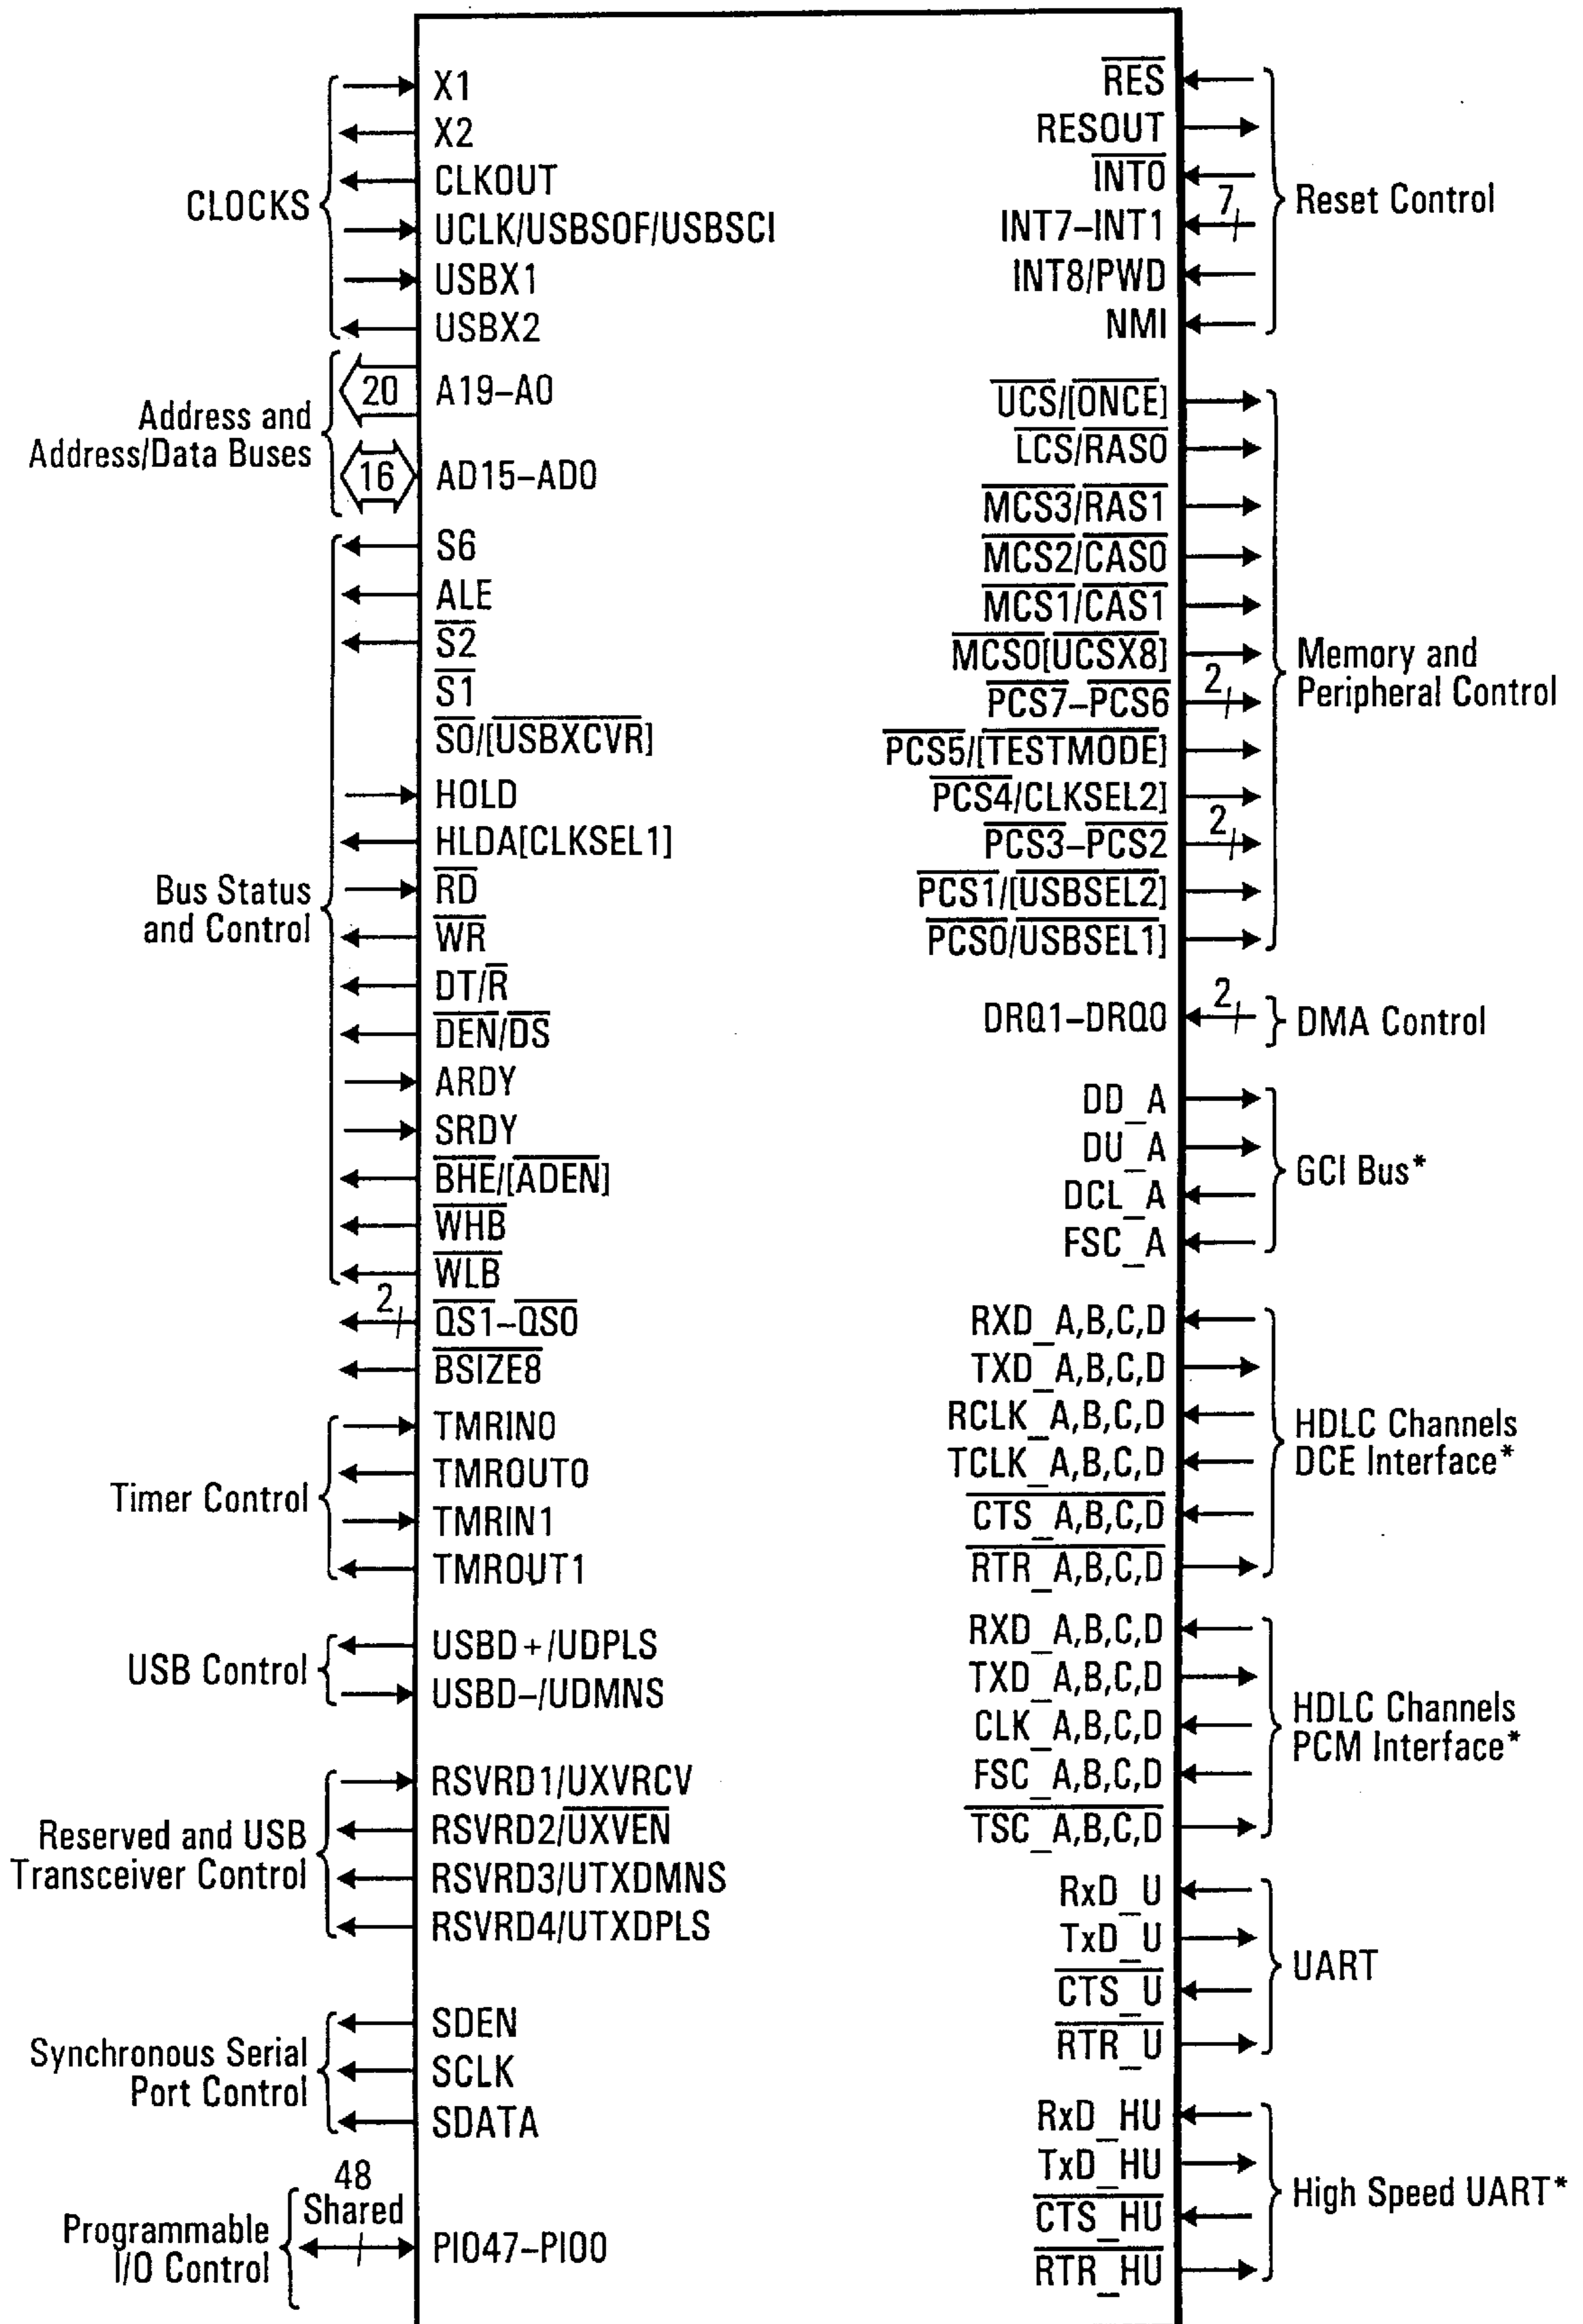 CLOCKS
X1
X2
CLKOUT
UCLK/USBSOF/USBSCI
USBX1
USBX2
Address and
Address/Data Buses
20
A19–A0
16
AD15–AD0
Bus Status
and Control
S6
ALE
S2
S1
S0/[USBXCVR]
HOLD
HLDA[CLKSEL1]
RD
WR
DT/R
DEN/DS
ARDY
SRDY
BHE/[ADEN]
WHB
WLB
2
QS1–QS0
BSIZE8
Timer Control
TMRIN0
TMROUT0
TMRIN1
TMROUT1
USB Control
USBD+/UDPLS
USBD–/UDMNS
Reserved and USB
Transceiver Control
RSVRD1/UXVRCV
RSVRD2/UXVEN
RSVRD3/UTXDMNS
RSVRD4/UTXDPLS
Synchronous Serial
Port Control
SDEN
SCLK
SDATA
Programmable
I/O Control
48
Shared
PIO47–PIO0
RES
RESOUT
INT0
7
INT7–INT1
INT8/PWD
NMI
Reset Control
UCS/[ONCE]
LCS/RAS0
MCS3/RAS1
MCS2/CAS0
MCS1/CAS1
MCS0[UCSX8]
2
PCS7–PCS6
PCS5/[TESTMODE]
PCS4/CLKSEL2]
2
PCS3–PCS2
PCS1/[USBSEL2]
PCS0/USBSEL1]
Memory and
Peripheral Control
2
DRQ1–DRQ0
DMA Control
DD_A
DU_A
DCL_A
FSC_A
GCI Bus*
RXD_A,B,C,D
TXD_A,B,C,D
RCLK_A,B,C,D
TCLK_A,B,C,D
CTS_A,B,C,D
RTR_A,B,C,D
HDLC Channels
DCE Interface*
RXD_A,B,C,D
TXD_A,B,C,D
CLK_A,B,C,D
FSC_A,B,C,D
TSC_A,B,C,D
HDLC Channels
PCM Interface*
RxD_U
TxD_U
CTS_U
RTR_U
UART
RxD_HU
TxD_HU
CTS_HU
RTR_HU
High Speed UART*